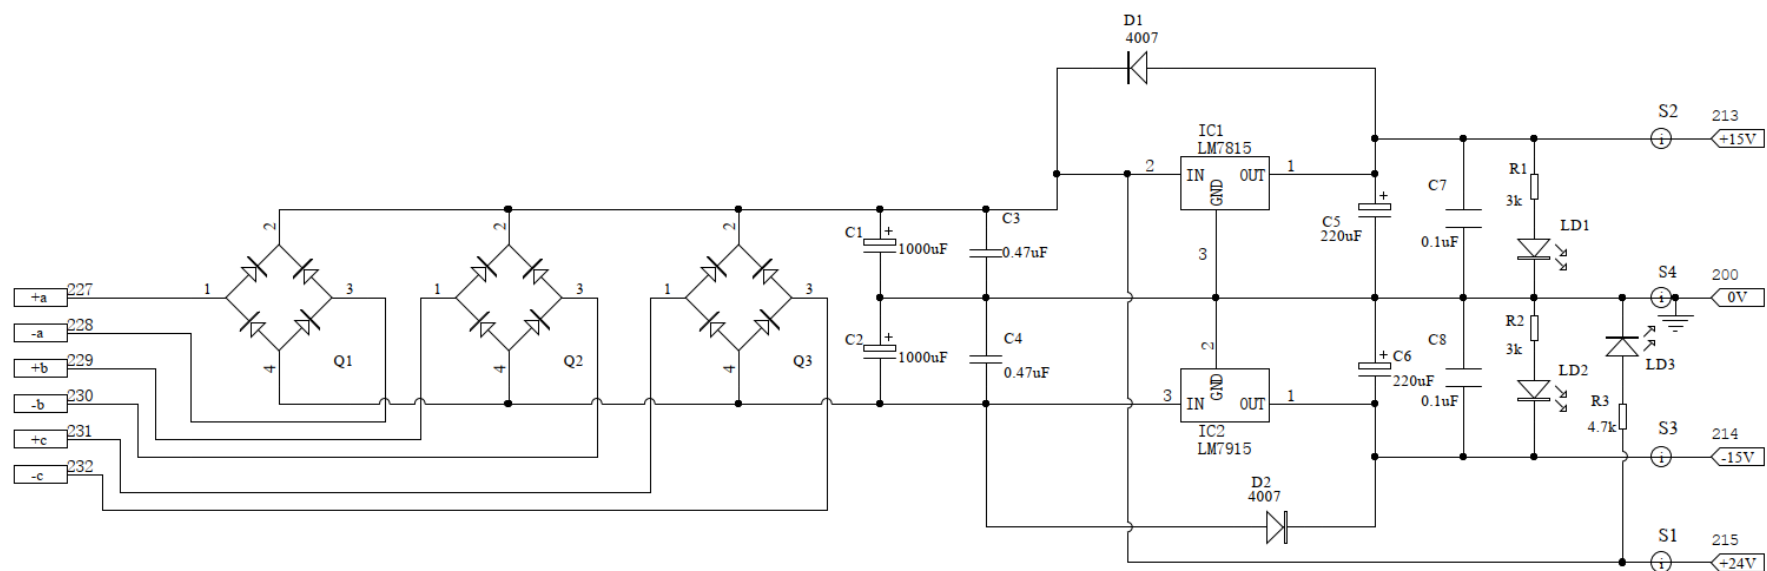 D1
4007
S2
213
+15V
IC1
LM7815
2
IN
OUT
1
GND
3
R1
3k
C7
0.1uF
LD1
C5
220uF
+
2
2
2
C1
+
1000uF
C3
0.47uF
+a
227
1
3
1
3
1
3
S4
200
0V
-a
228
+b
229
-b
230
+c
231
-c
232
4
Q1
4
Q2
4
Q3
C2
+
1000uF
C4
0.47uF
2
GND
3
IN
OUT
1
IC2
LM7915
+
C6
220uF
C8
0.1uF
R2
3k
LD2
LD3
R3
4.7k
S3
214
-15V
D2
4007
S1
215
+24V
i
i
i
i